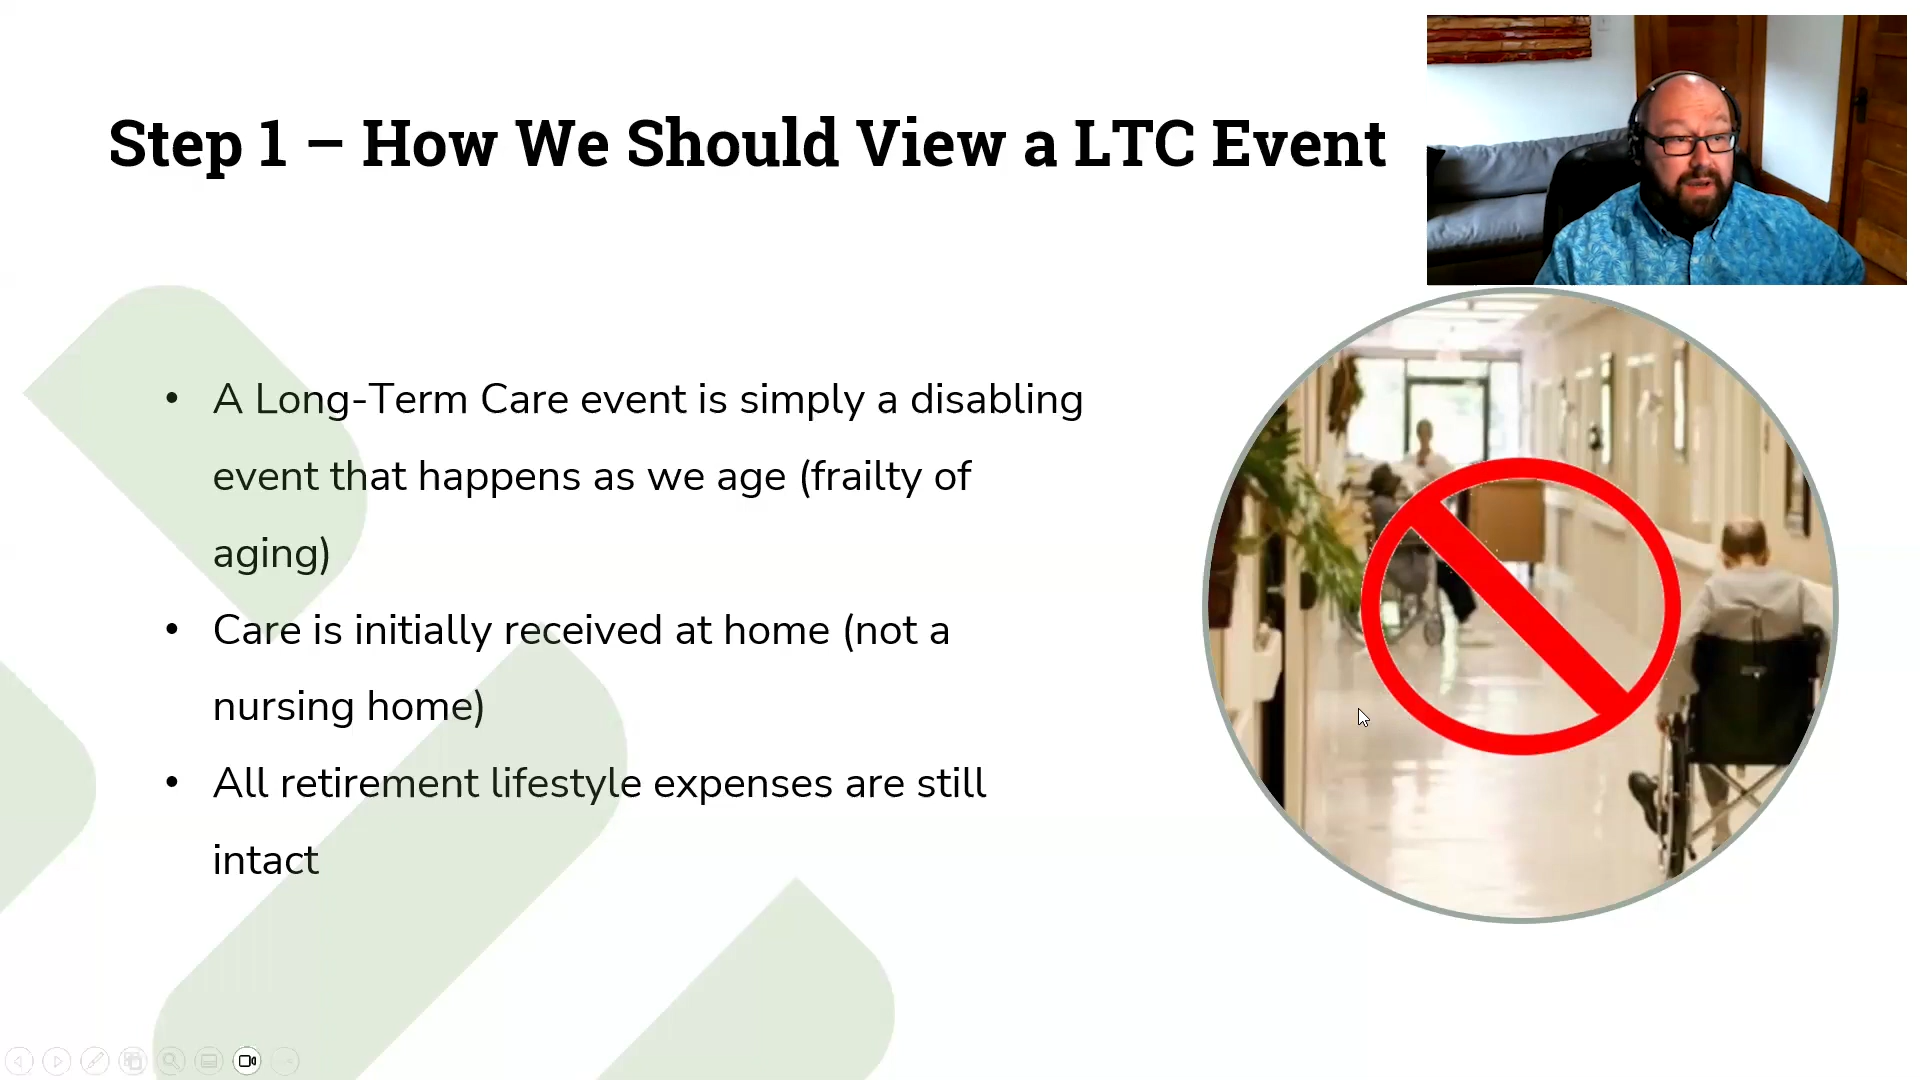 Step 1 – How We Should View a LTC Event
• A Long-Term Care event is simply a disabling
event that happens as we age (frailty of
aging)
• Care is initially received at home (not a
nursing home)
• All retirement lifestyle expenses are still
intact